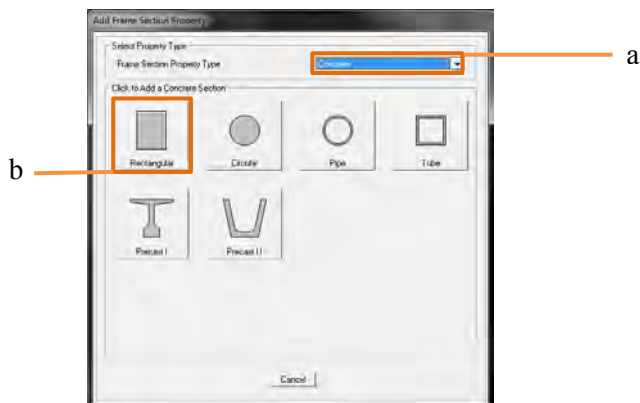 Add Frame Section Property
Select Property Type
Frame Section Property Type
Concrete
a
Click to Add a Concrete Section
b
Rectangular
Circular
Pipe
Tube
Precast I
Precast U
Cancel